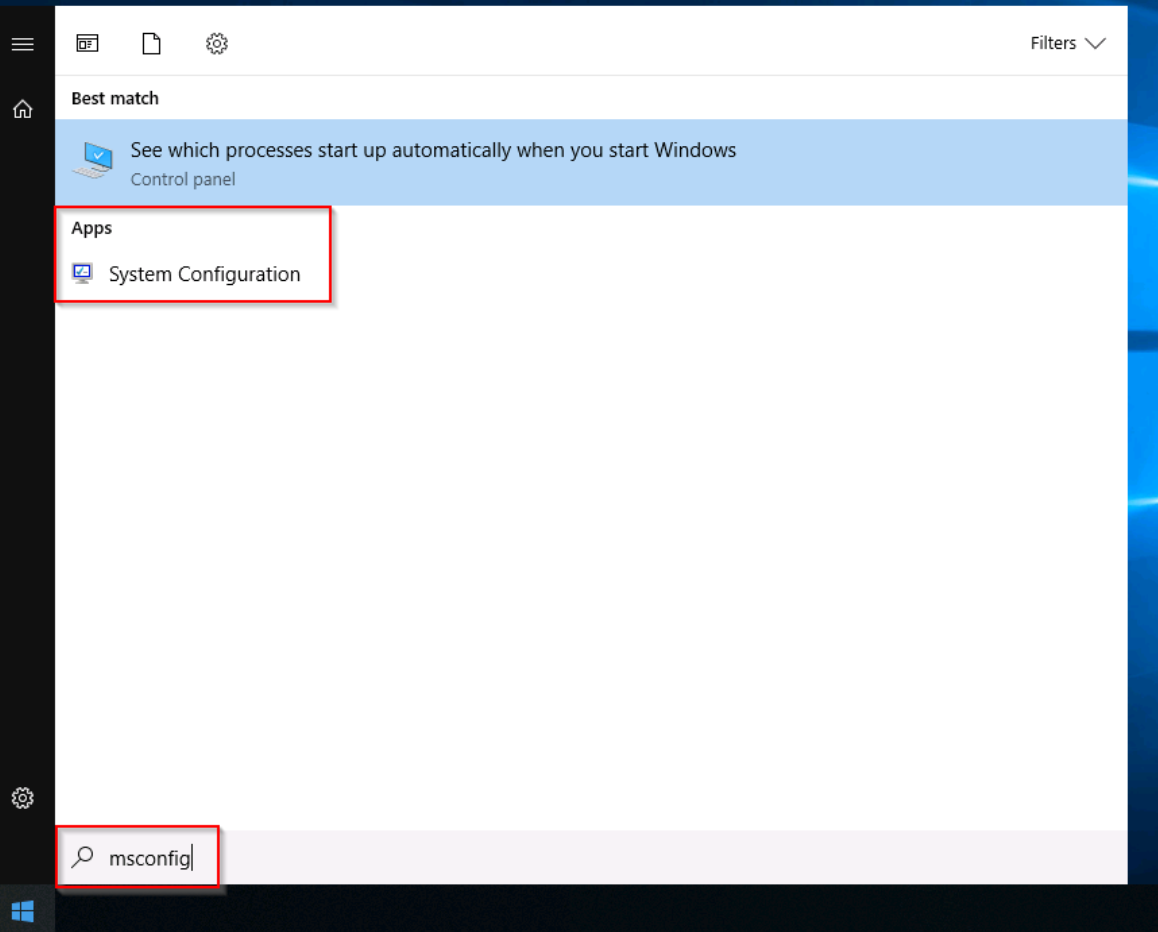 Filters
Best match
See which processes start up automatically when you start Windows
Control panel
Apps
System Configuration
msconfig